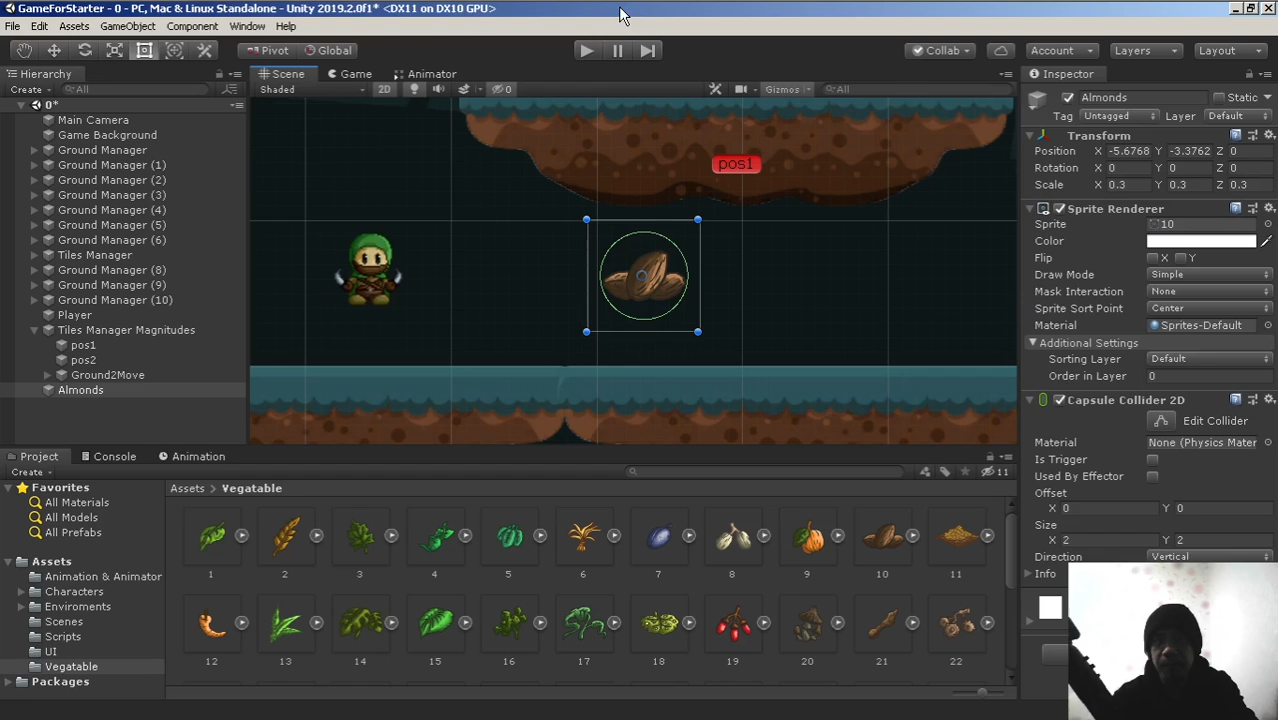 GameForStarter - 0 - PC, Mac & Linux Standalone - Unity 2019.2.0f1* <DX11 on DX10 GPU>
File Edit Assets GameObject Component Window Help
Pivot Global Collab Account Layers Layout
Hierarchy
Create All
0*
Main Camera
Game Background
Ground Manager
Ground Manager (1)
Ground Manager (2)
Ground Manager (3)
Ground Manager (4)
Ground Manager (5)
Ground Manager (6)
Tiles Manager
Ground Manager (8)
Ground Manager (9)
Ground Manager (10)
Player
Tiles Manager Magnitudes
pos1
pos2
Ground2Move
Almonds
Scene Game Animator
Shaded 2D 0 Gizmos All
pos1
Inspector
Almonds Static
Tag Untagged Layer Default
Transform
Position X -5.6768 Y -3.3762 Z 0
Rotation X 0 Y 0 Z 0
Scale X 0.3 Y 0.3 Z 0.3
Sprite Renderer
Sprite 10
Color
Flip X Y
Draw Mode Simple
Mask Interaction None
Sprite Sort Point Center
Material Sprites-Default
Additional Settings
Sorting Layer Default
Order in Layer 0
Capsule Collider 2D
Edit Collider
Material None (Physics Mater
Is Trigger
Used By Effector
Offset
X 0 Y 0
Size
X 2 Y 2
Direction Vertical
Info
Project Console Animation
Create 11
Favorites
All Materials
All Models
All Prefabs
Assets
Animation & Animator
Characters
Enviroments
Scenes
Scripts
UI
Vegatable
Packages
Assets > Vegatable
1 2 3 4 5 6 7 8 9 10 11
12 13 14 15 16 17 18 19 20 21 22